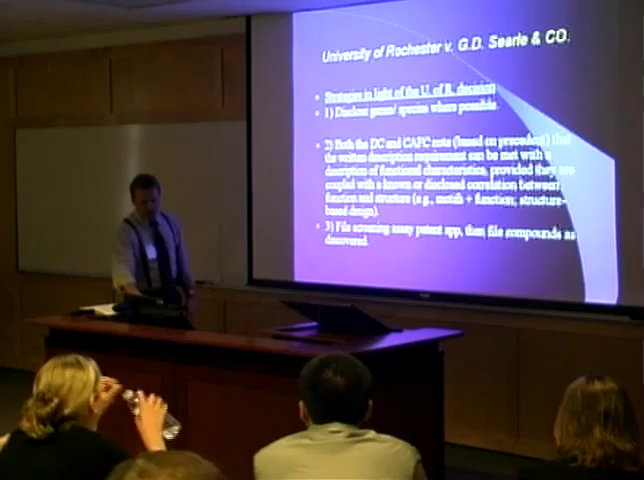 University of Rochester v. G.D. Searle & CO.
Strategies in light of the U. of R. decision
1) Disclose genus/ species where possible.
2) Both the DC and CAFC note (based on precedent) that
the written description requirement can be met with a
description of functional characteristics, provided they are
coupled with a known or disclosed correlation between
function and structure (e.g., motifs + function; structure-
based design).
3) File screening assay patent app, then file compounds as
discovered.